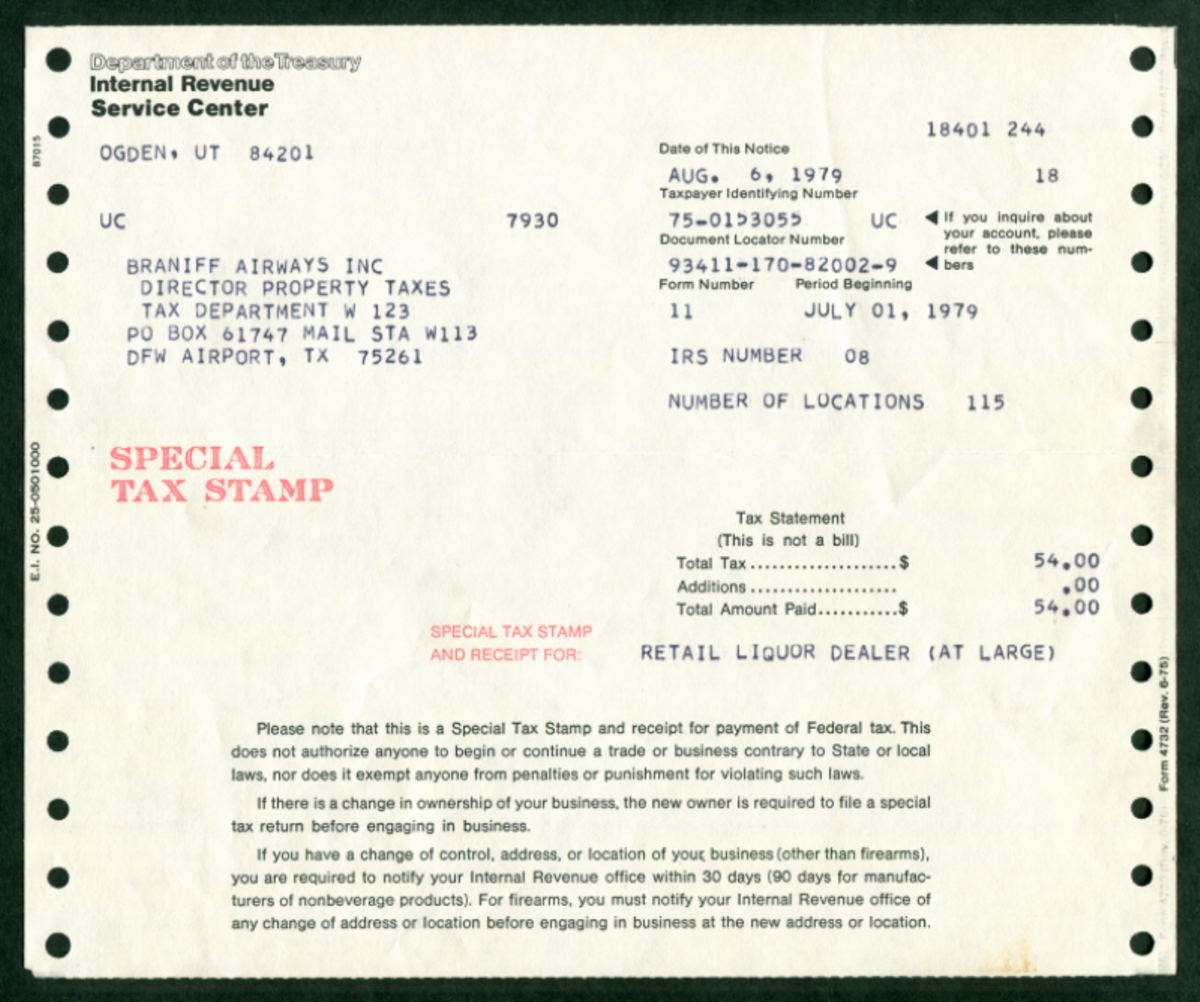 Department of the Treasury
Internal Revenue
Service Center
OGDEN, UT 84201
18401 244
Date of This Notice
AUG. 6, 1979 18
Taxpayer Identifying Number
UC 7930 75-0153055 UC
◀ If you inquire about
your account, please
refer to these num-
◀ bers
Document Locator Number
93411-170-82002-9
BRANIFF AIRWAYS INC
DIRECTOR PROPERTY TAXES
TAX DEPARTMENT W 123
PO BOX 61747 MAIL STA W113
DFW AIRPORT, TX 75261
Form Number Period Beginning
11 JULY 01, 1979
IRS NUMBER 08
NUMBER OF LOCATIONS 115
SPECIAL
TAX STAMP
Tax Statement
(This is not a bill)
Total Tax....................$ 54.00
Additions .................... .00
Total Amount Paid...........$ 54.00
SPECIAL TAX STAMP
AND RECEIPT FOR: RETAIL LIQUOR DEALER (AT LARGE)
Please note that this is a Special Tax Stamp and receipt for payment of Federal tax. This
does not authorize anyone to begin or continue a trade or business contrary to State or local
laws, nor does it exempt anyone from penalties or punishment for violating such laws.
If there is a change in ownership of your business, the new owner is required to file a special
tax return before engaging in business.
If you have a change of control, address, or location of your business (other than firearms),
you are required to notify your Internal Revenue office within 30 days (90 days for manufac-
turers of nonbeverage products). For firearms, you must notify your Internal Revenue office of
any change of address or location before engaging in business at the new address or location.
87015
E.I. NO. 25-0501000
Form 4732 (Rev. 6-75)